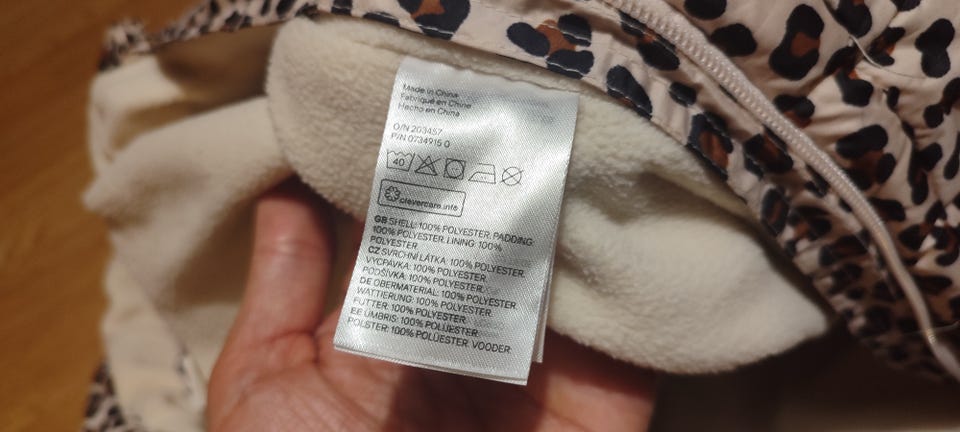 Made in China
Fabriqué en Chine
Hecho en China
O/N 203457
P/N 0734915 0
40
clevercare.info
GB SHELL: 100% POLYESTER. PADDING:
100% POLYESTER. LINING: 100%
POLYESTER
CZ SVRCHNÍ LÁTKA: 100% POLYESTER.
VYCPÁVKA: 100% POLYESTER.
PODŠÍVKA: 100% POLYESTER
DE OBERMATERIAL: 100% POLYESTER.
WATTIERUNG: 100% POLYESTER.
FUTTER: 100% POLYESTER
EE ÜMBRIS: 100% POLÜESTER.
POLSTER: 100% POLÜESTER. VOODER: